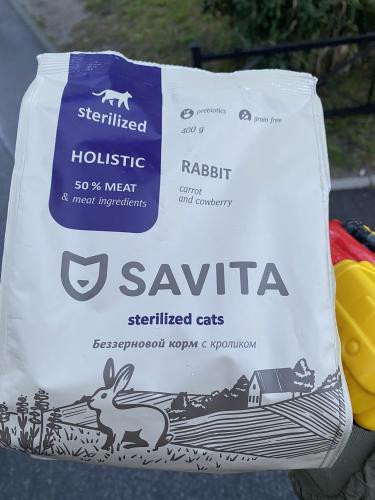 sterilized
HOLISTIC
50 % MEAT
& meat ingredients
prebiotics
grain free
400 g
RABBIT
carrot
and cowberry
SAVITA
sterilized cats
Беззерновой корм с кроликом